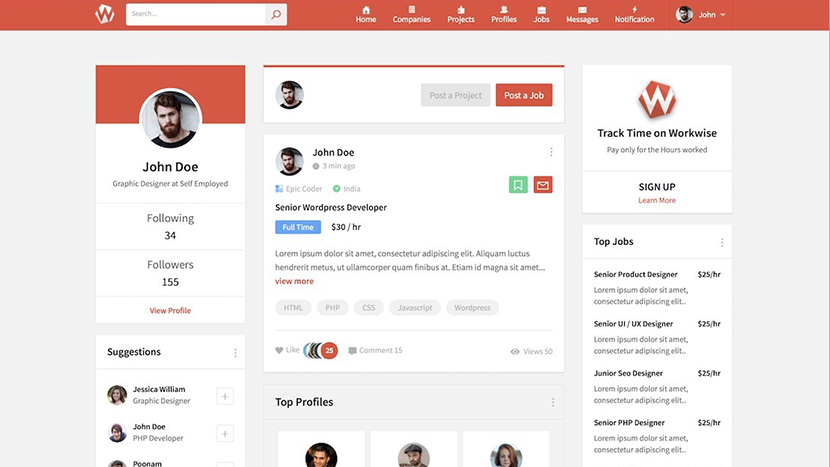 Search...
Home
Companies
Projects
Profiles
Jobs
Messages
Notification
John
John Doe
Graphic Designer at Self Employed
Following
34
Followers
155
View Profile
Suggestions
Jessica William
Graphic Designer
+
John Doe
PHP Developer
+
Poonam
Post a Project
Post a Job
John Doe
3 min ago
Epic Coder
India
Senior Wordpress Developer
Full Time $30 / hr
Lorem ipsum dolor sit amet, consectetur adipiscing elit. Aliquam luctus
hendrerit metus, ut ullamcorper quam finibus at. Etiam id magna sit amet...
view more
HTML
PHP
CSS
Javascript
Wordpress
Like
25
Comment 15
Views 50
Top Profiles
W
Track Time on Workwise
Pay only for the Hours worked
SIGN UP
Learn More
Top Jobs
Senior Product Designer $25/hr
Lorem ipsum dolor sit amet,
consectetur adipiscing elit..
Senior UI / UX Designer $25/hr
Lorem ipsum dolor sit amet,
consectetur adipiscing elit..
Junior Seo Designer $25/hr
Lorem ipsum dolor sit amet,
consectetur adipiscing elit..
Senior PHP Designer $25/hr
Lorem ipsum dolor sit amet,
consectetur adipiscing elit..